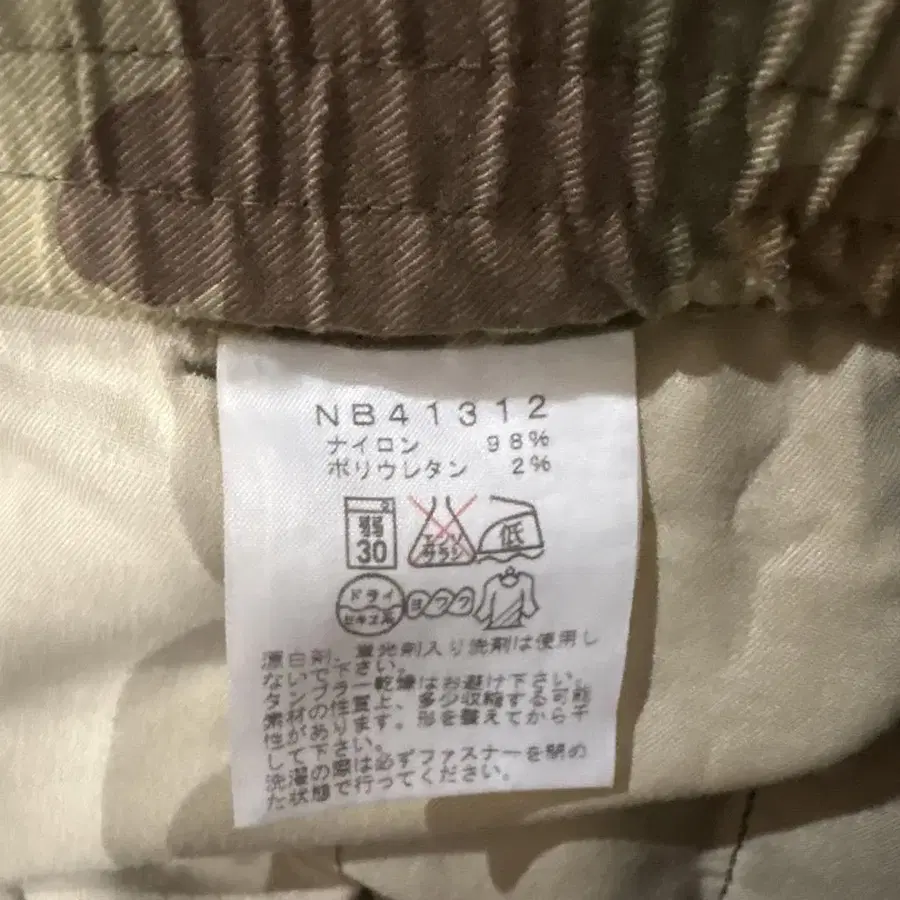 NB41312
ナイロン 98%
ポリウレタン 2%
弱
30
エンソ
サラシ
低
ドライ
セキユ系
ヨワク
漂白剤、蛍光剤入り洗剤は使用し
ないで下さい。
タンブラー乾燥はお避け下さい。
素材の性質上、多少収縮する可能
性があります。形を整えてから干
して下さい。
洗濯の際は必ずファスナーを閉め
た状態で行ってください。